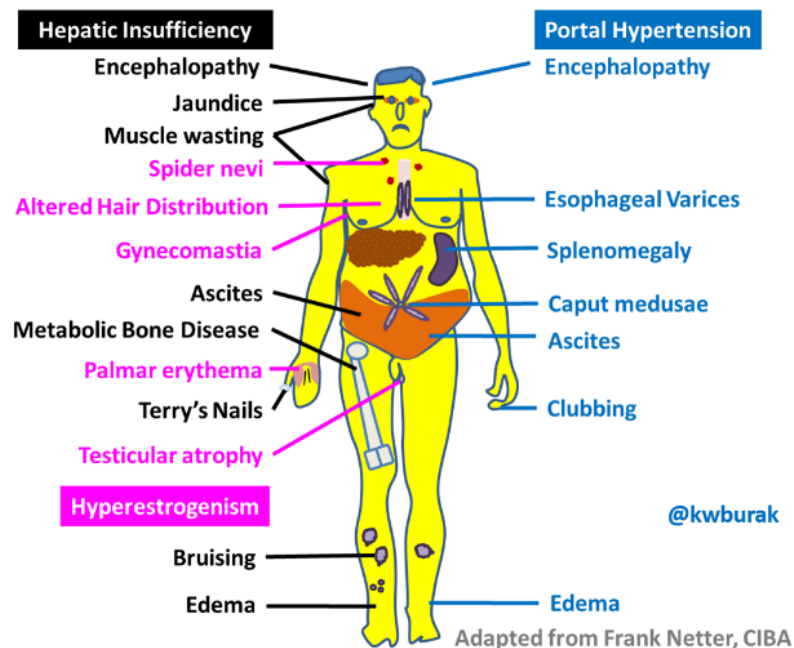 Hepatic Insufficiency
Encephalopathy
Jaundice
Muscle wasting
Spider nevi
Altered Hair Distribution
Gynecomastia
Ascites
Metabolic Bone Disease
Palmar erythema
Terry's Nails
Testicular atrophy
Hyperestrogenism
Bruising
Edema
Portal Hypertension
Encephalopathy
Esophageal Varices
Splenomegaly
Caput medusae
Ascites
Clubbing
@kwburak
Edema
Adapted from Frank Netter, CIBA